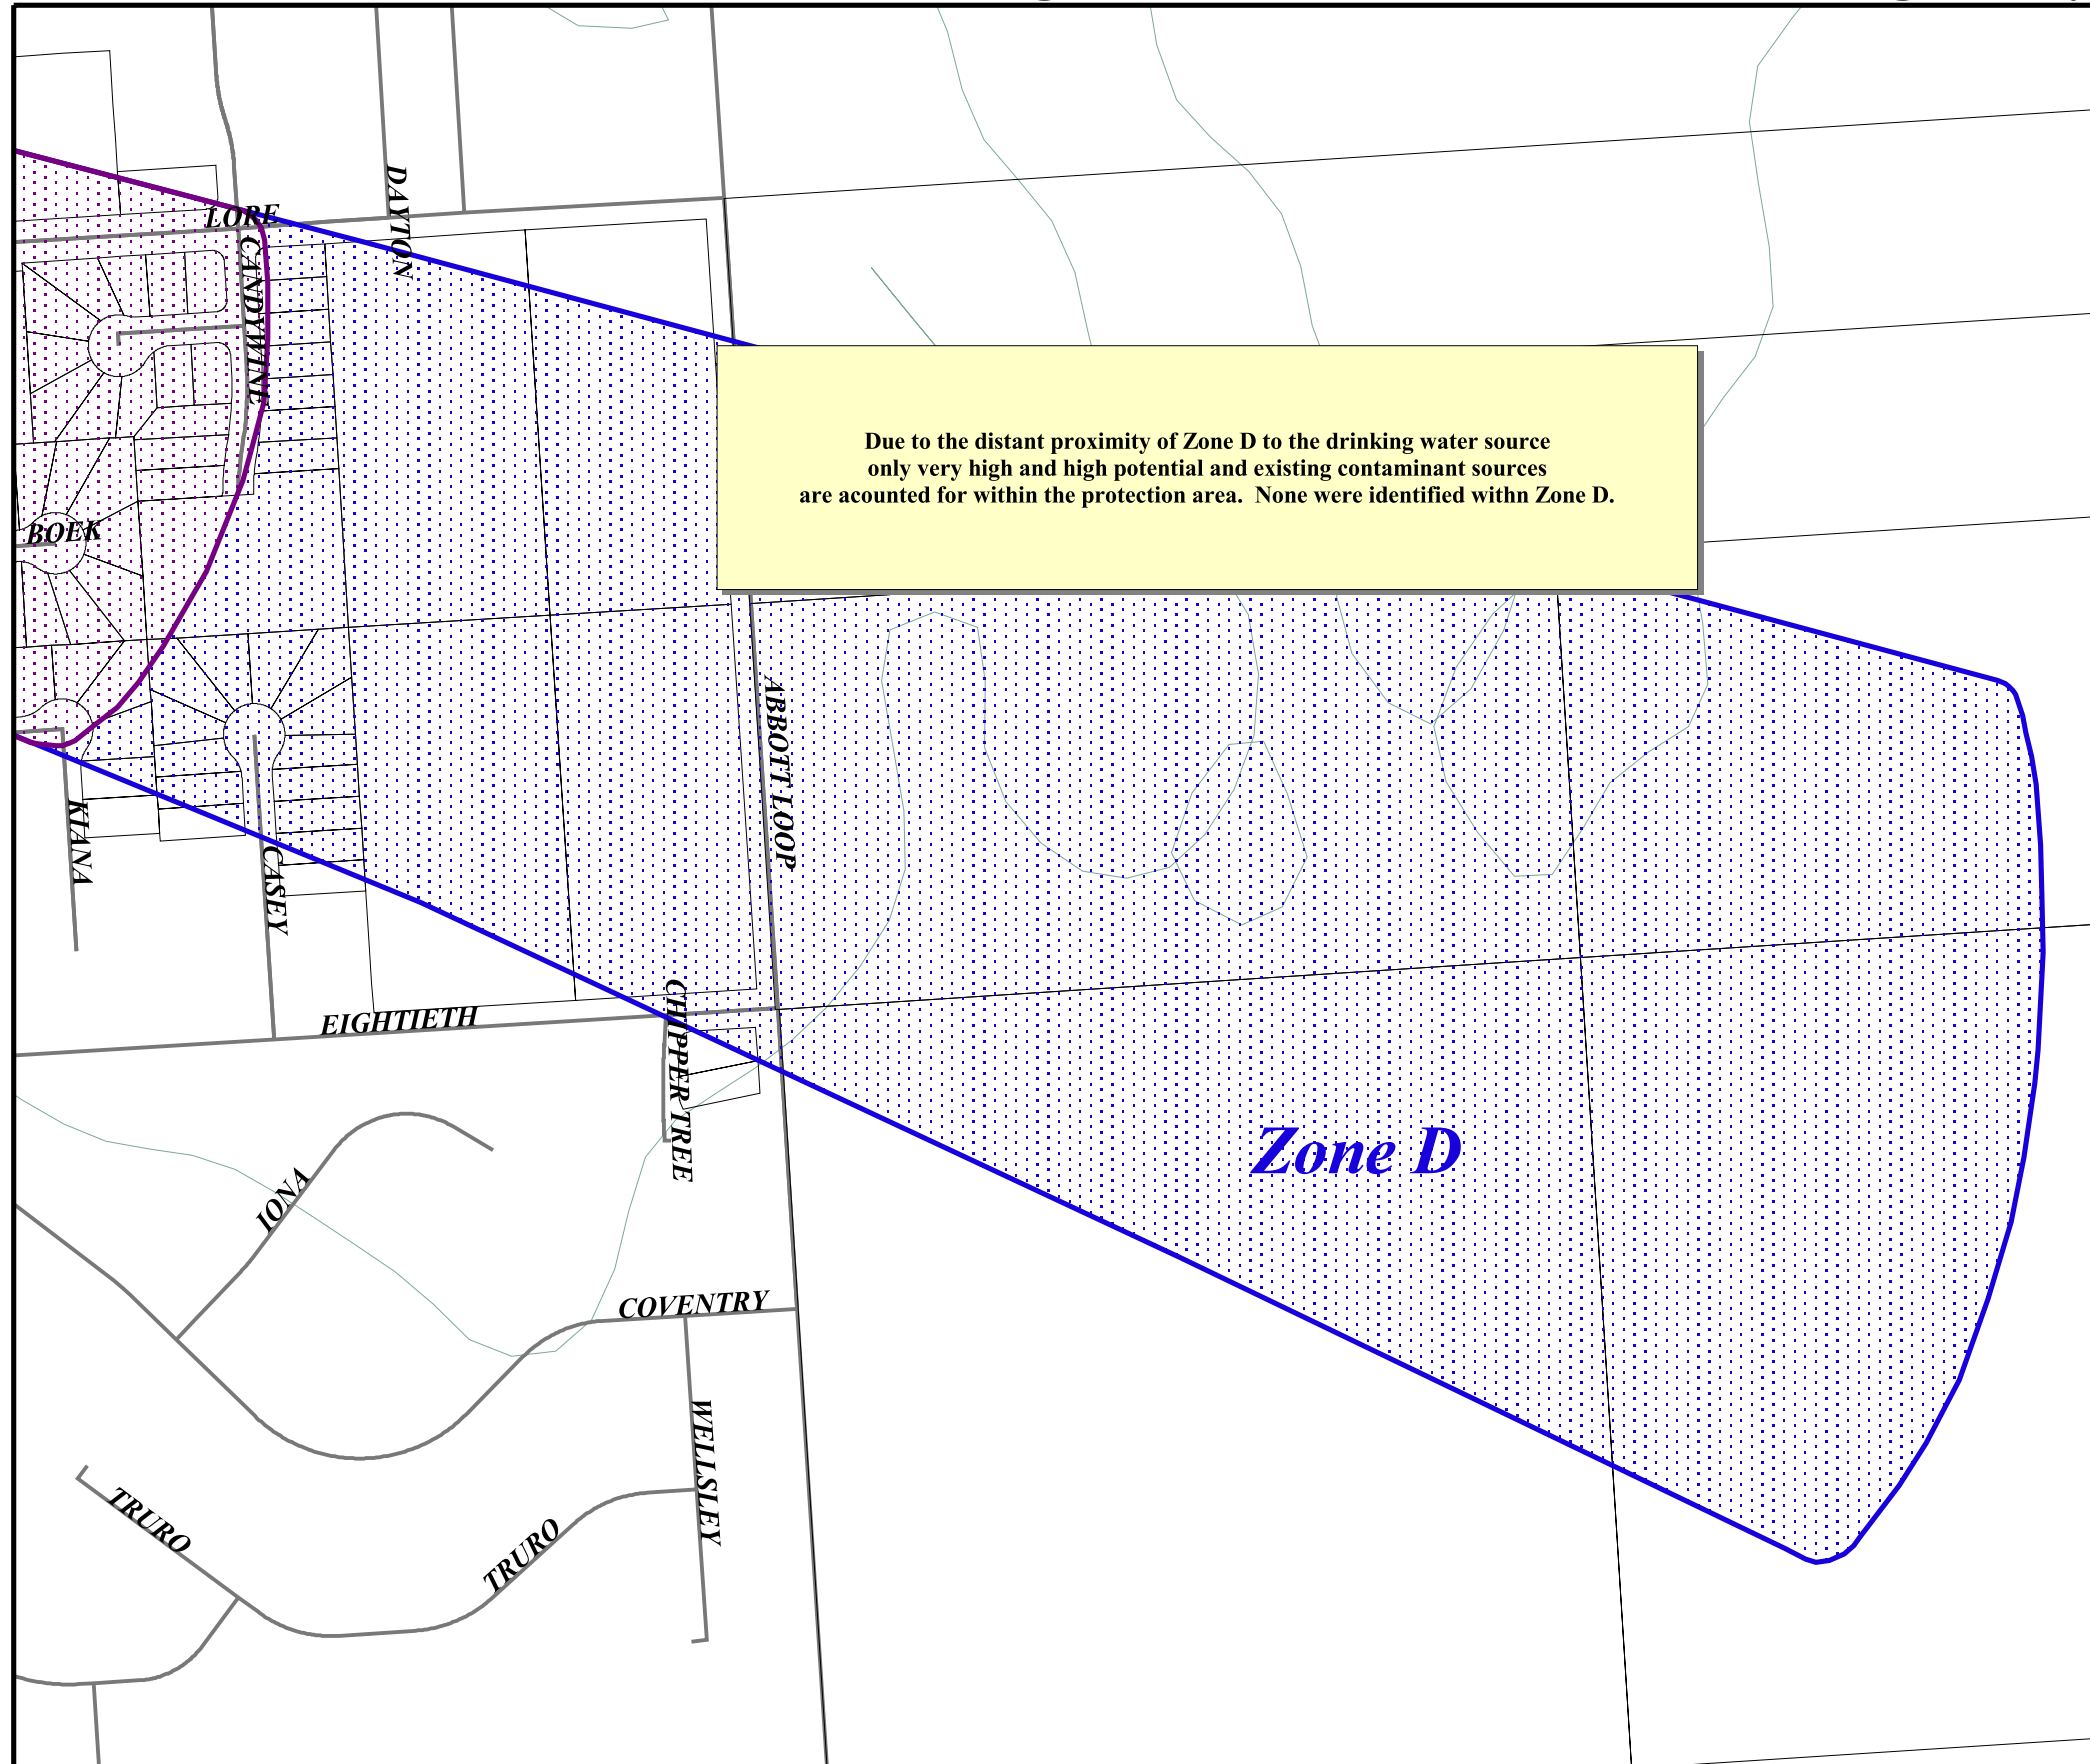 DAYTON
LORE
CANDYWINE
Due to the distant proximity of Zone D to the drinking water source
only very high and high potential and existing contaminant sources
are acounted for within the protection area.  None were identified withn Zone D.
BOEK
ABBOTT LOOP
KIANA
CASEY
EIGHTIETH
CHIPPER TREE
Zone D
IONA
COVENTRY
WELLSLEY
TRURO
TRURO